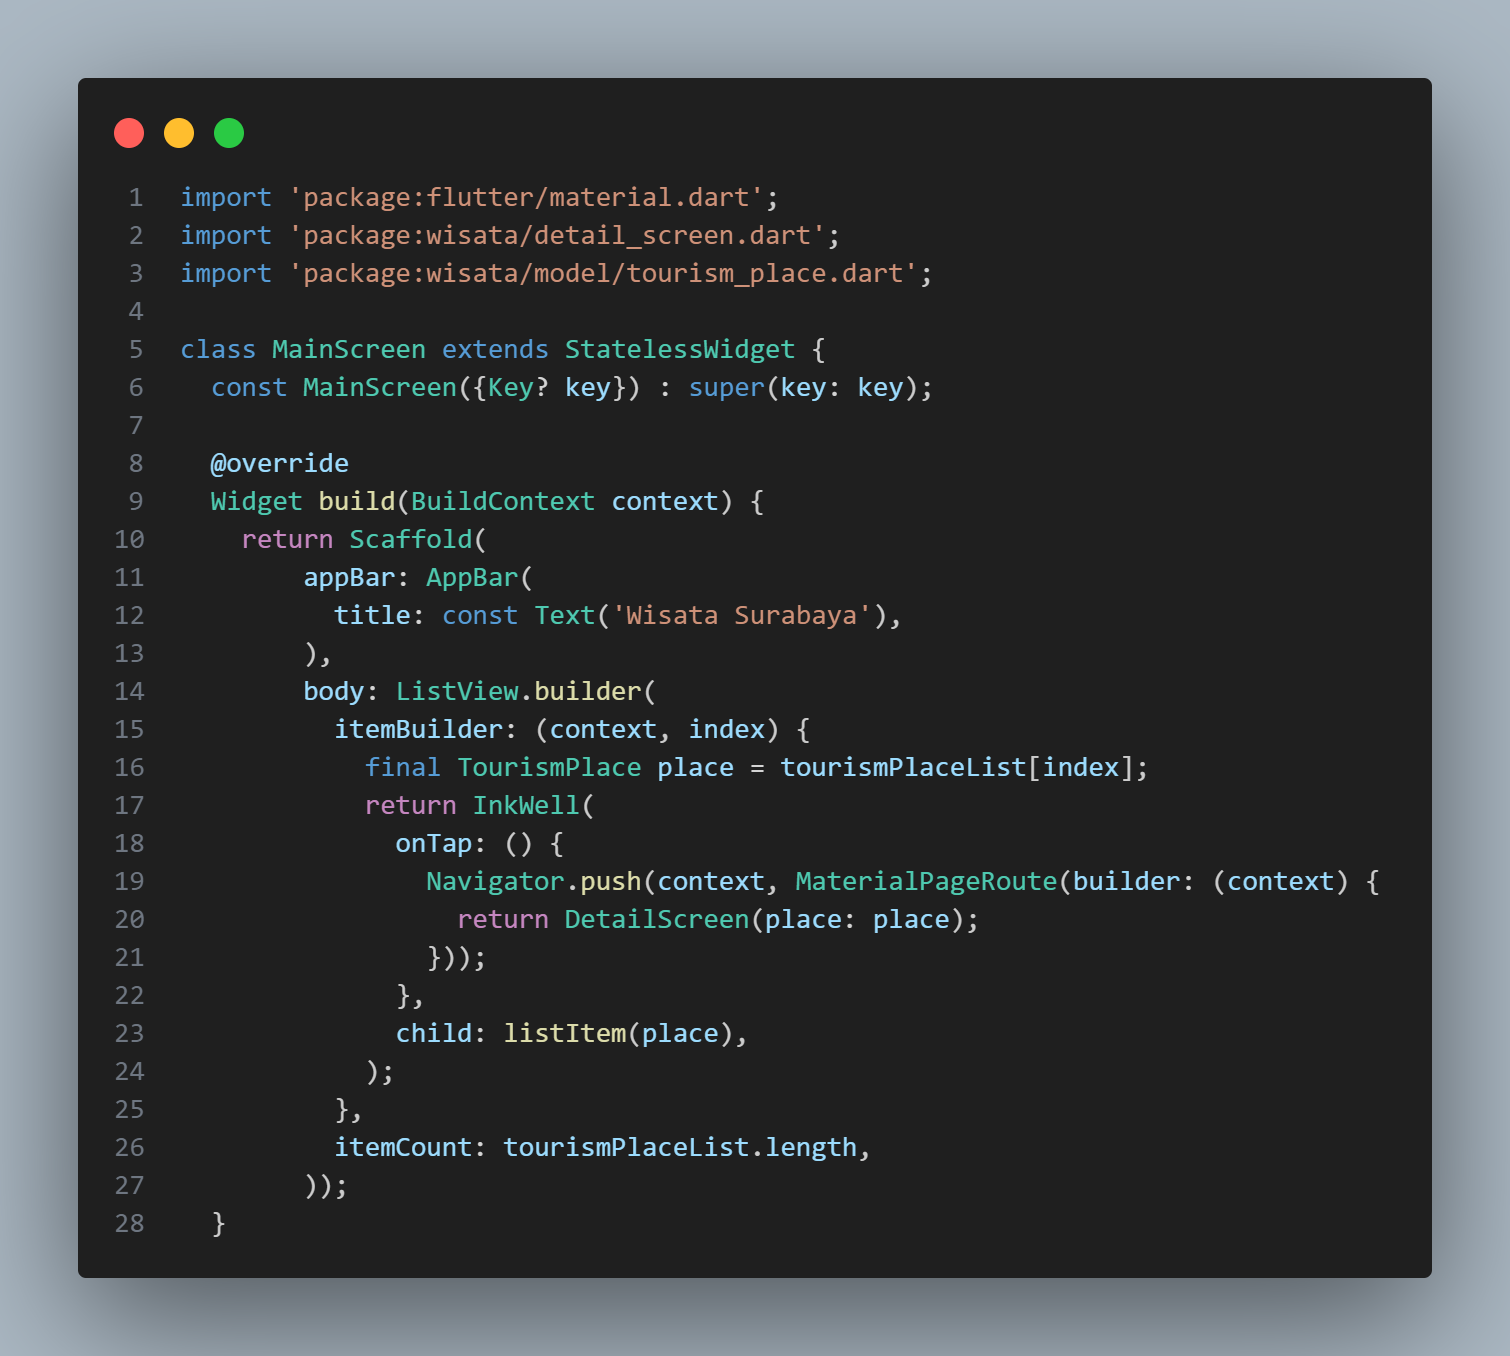 1 import 'package:flutter/material.dart';
2 import 'package:wisata/detail_screen.dart';
3 import 'package:wisata/model/tourism_place.dart';
4
5 class MainScreen extends StatelessWidget {
6   const MainScreen({Key? key}) : super(key: key);
7
8   @override
9   Widget build(BuildContext context) {
10     return Scaffold(
11         appBar: AppBar(
12           title: const Text('Wisata Surabaya'),
13         ),
14         body: ListView.builder(
15           itemBuilder: (context, index) {
16             final TourismPlace place = tourismPlaceList[index];
17             return InkWell(
18               onTap: () {
19                 Navigator.push(context, MaterialPageRoute(builder: (context) {
20                   return DetailScreen(place: place);
21                 }));
22               },
23               child: listItem(place),
24             );
25           },
26           itemCount: tourismPlaceList.length,
27         ));
28   }